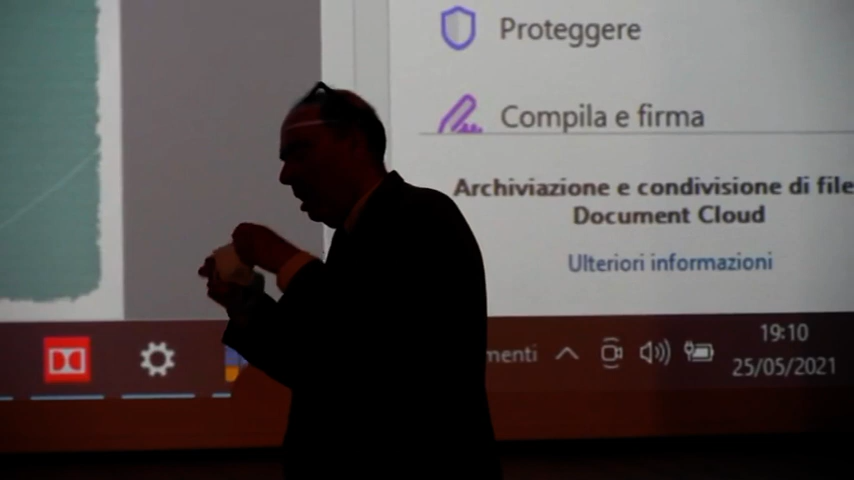 Proteggere
Compila e firma
Archiviazione e condivisione di file
Document Cloud
Ulteriori informazioni
menti
19:10
25/05/2021